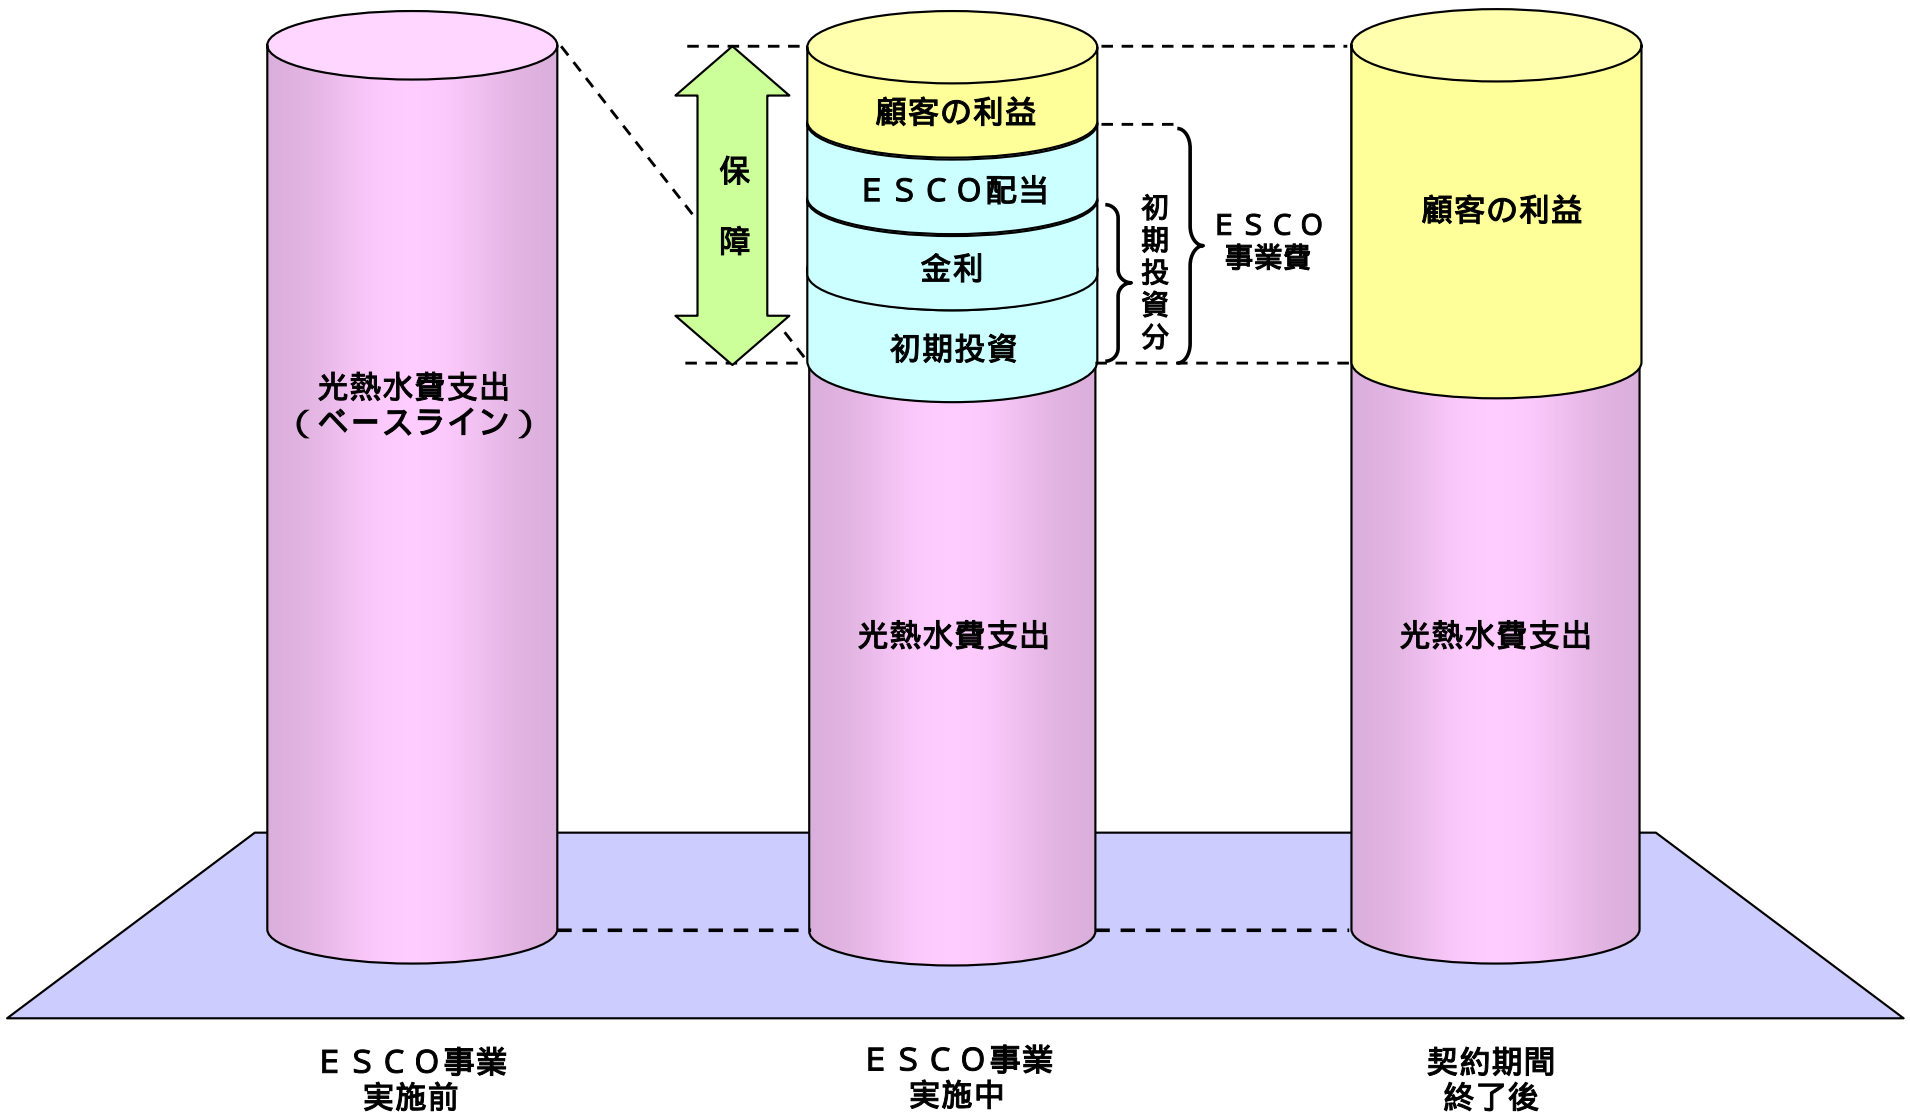 光熱水費支出
(ベースライン)
保
障
顧客の利益
ESCO配当
金利
初期投資
光熱水費支出
初期投資分
ESCO
事業費
顧客の利益
光熱水費支出
ESCO事業
実施前
ESCO事業
実施中
契約期間
終了後